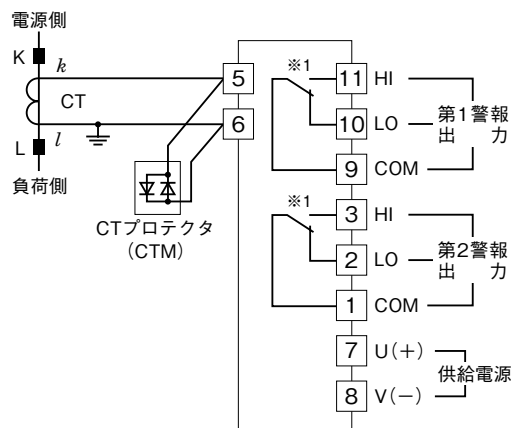 電源側
K
k
CT
L
l
負荷側
CTプロテクタ
(CTM)
5
6
※1
11 HI
10 LO
9 COM
第1警報
出 力
※1
3 HI
2 LO
1 COM
第2警報
出 力
7 U(+)
8 V(−)
供給電源